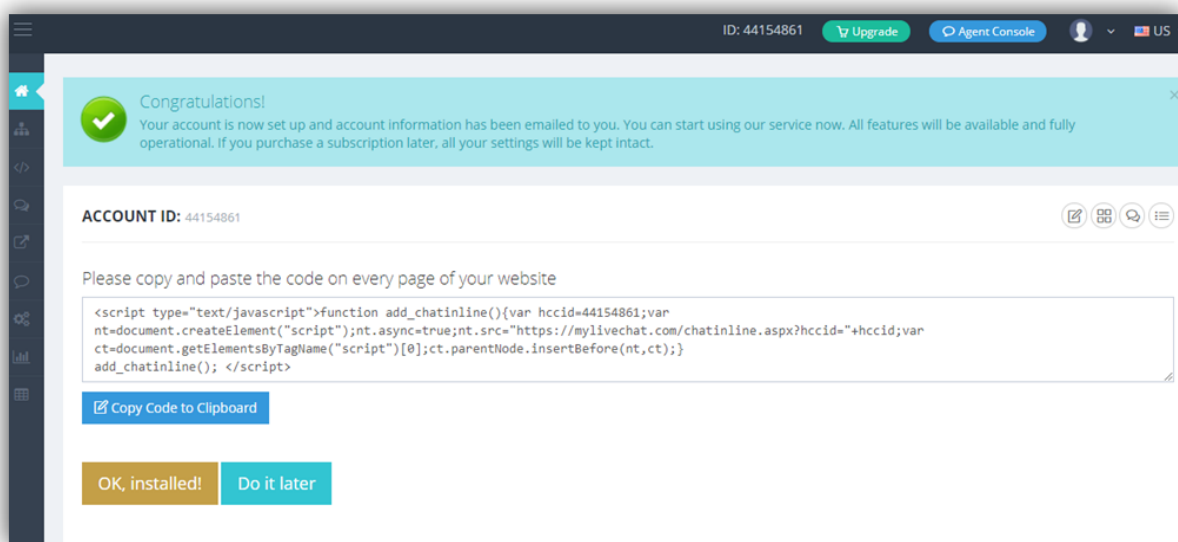 ID: 44154861 Upgrade Agent Console US
Congratulations!
Your account is now set up and account information has been emailed to you. You can start using our service now. All features will be available and fully
operational. If you purchase a subscription later, all your settings will be kept intact.
ACCOUNT ID: 44154861
Please copy and paste the code on every page of your website
<script type="text/javascript">function add_chatinline(){var hccid=44154861;var
nt=document.createElement("script");nt.async=true;nt.src="https://mylivechat.com/chatinline.aspx?hccid="+hccid;var
ct=document.getElementsByTagName("script")[0];ct.parentNode.insertBefore(nt,ct);}
add_chatinline(); </script>
Copy Code to Clipboard
OK, installed! Do it later